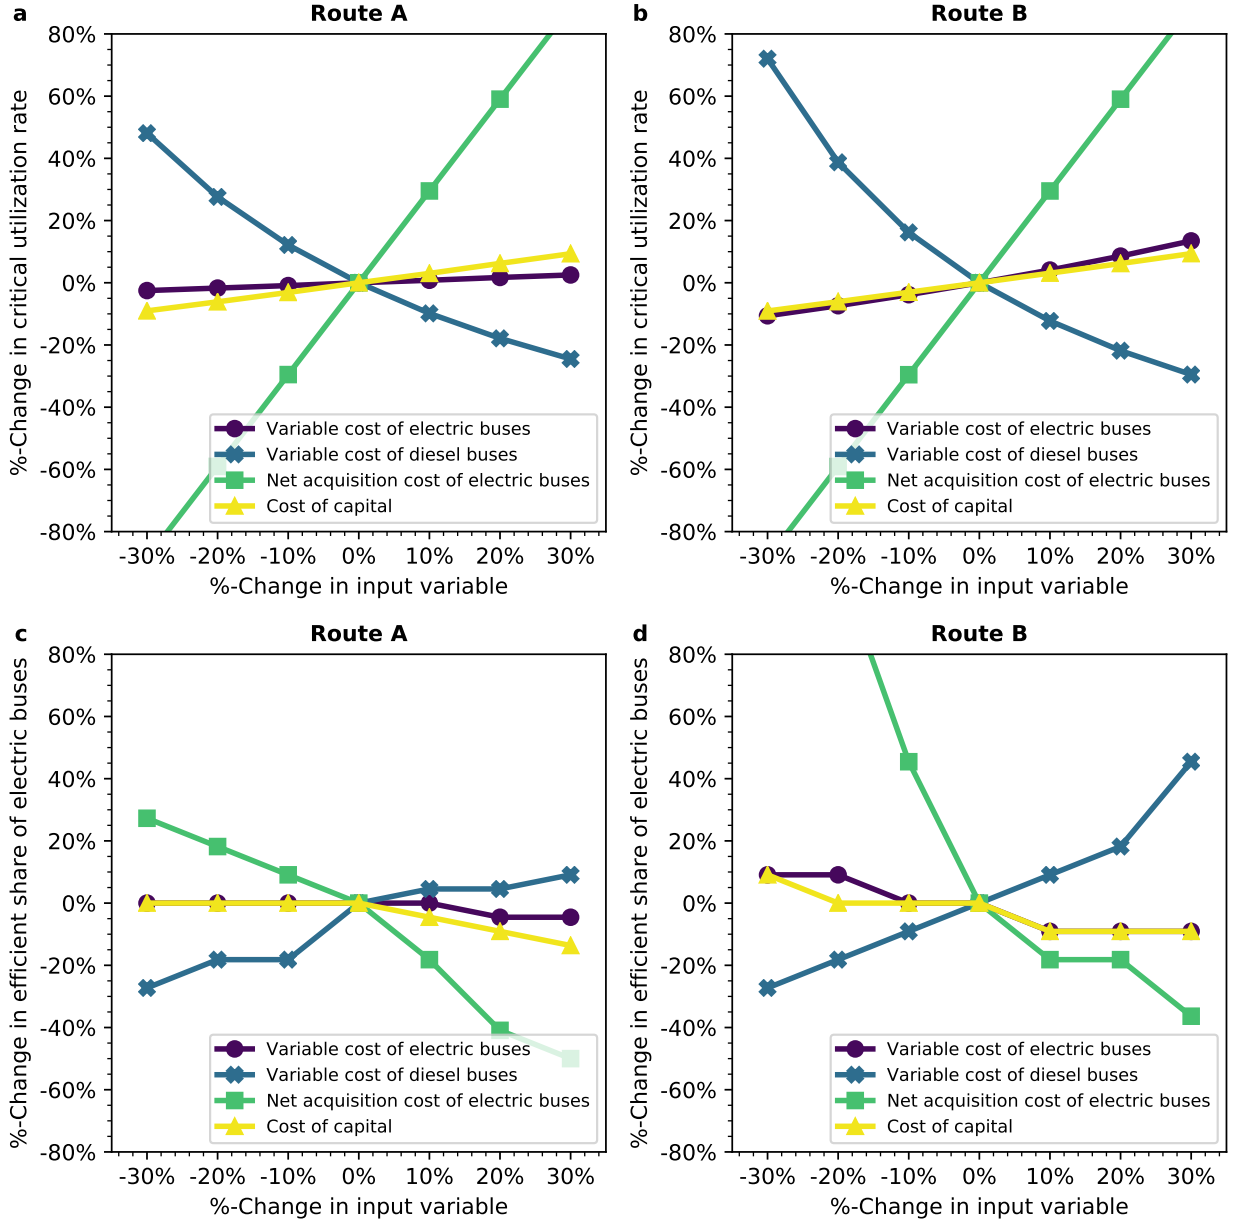 a
Route A
%-Change in critical utilization rate
80%
60%
40%
20%
0%
-20%
-40%
-60%
-80%
Variable cost of electric buses
Variable cost of diesel buses
Net acquisition cost of electric buses
Cost of capital
-30% -20% -10% 0% 10% 20% 30%
%-Change in input variable
b
Route B
%-Change in critical utilization rate
80%
60%
40%
20%
0%
-20%
-40%
-60%
-80%
Variable cost of electric buses
Variable cost of diesel buses
Net acquisition cost of electric buses
Cost of capital
-30% -20% -10% 0% 10% 20% 30%
%-Change in input variable
c
Route A
%-Change in efficient share of electric buses
80%
60%
40%
20%
0%
-20%
-40%
-60%
-80%
Variable cost of electric buses
Variable cost of diesel buses
Net acquisition cost of electric buses
Cost of capital
-30% -20% -10% 0% 10% 20% 30%
%-Change in input variable
d
Route B
%-Change in efficient share of electric buses
80%
60%
40%
20%
0%
-20%
-40%
-60%
-80%
Variable cost of electric buses
Variable cost of diesel buses
Net acquisition cost of electric buses
Cost of capital
-30% -20% -10% 0% 10% 20% 30%
%-Change in input variable